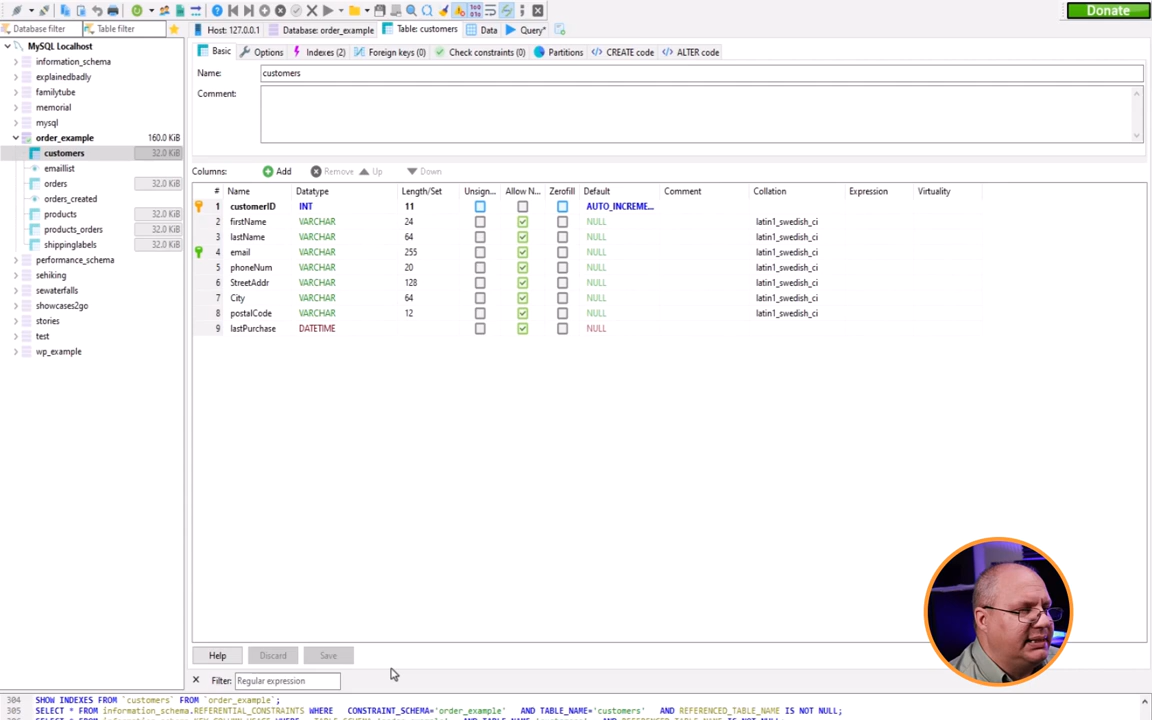 Donate
Database filter
Table filter
Host: 127.0.0.1
Database: order_example
Table: customers
Data
Query*
MySQL Localhost
information_schema
explainedbadly
familytube
memorial
mysql
order_example 160.0 KiB
customers 32.0 KiB
emaillist
orders 32.0 KiB
orders_created
products 32.0 KiB
products_orders 32.0 KiB
shippinglabels 32.0 KiB
performance_schema
sehiking
sewaterfalls
showcases2go
stories
test
wp_example
Basic
Options
Indexes (2)
Foreign keys (0)
Check constraints (0)
Partitions
CREATE code
ALTER code
Name: customers
Comment:
Columns: Add Remove Up Down
# Name Datatype Length/Set Unsign... Allow N... Zerofill Default Comment Collation Expression Virtuality
1 customerID INT 11 AUTO_INCREME...
2 firstName VARCHAR 24 NULL latin1_swedish_ci
3 lastName VARCHAR 64 NULL latin1_swedish_ci
4 email VARCHAR 255 NULL latin1_swedish_ci
5 phoneNum VARCHAR 20 NULL latin1_swedish_ci
6 StreetAddr VARCHAR 128 NULL latin1_swedish_ci
7 City VARCHAR 64 NULL latin1_swedish_ci
8 postalCode VARCHAR 12 NULL latin1_swedish_ci
9 lastPurchase DATETIME NULL
Help Discard Save
Filter: Regular expression
304 SHOW INDEXES FROM `customers` FROM `order_example`;
305 SELECT * FROM information_schema.REFERENTIAL_CONSTRAINTS WHERE CONSTRAINT_SCHEMA='order_example' AND TABLE_NAME='customers' AND REFERENCED_TABLE_NAME IS NOT NULL;